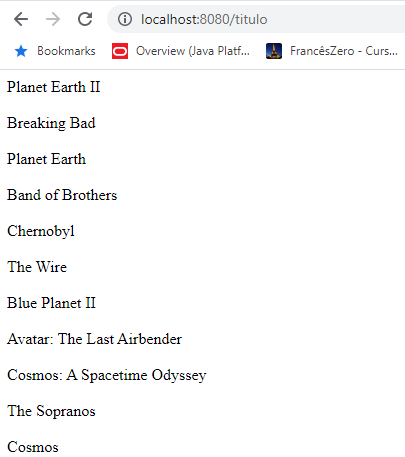 localhost:8080/titulo
Bookmarks Overview (Java Platf... FrancêsZero - Curs...
Planet Earth II
Breaking Bad
Planet Earth
Band of Brothers
Chernobyl
The Wire
Blue Planet II
Avatar: The Last Airbender
Cosmos: A Spacetime Odyssey
The Sopranos
Cosmos